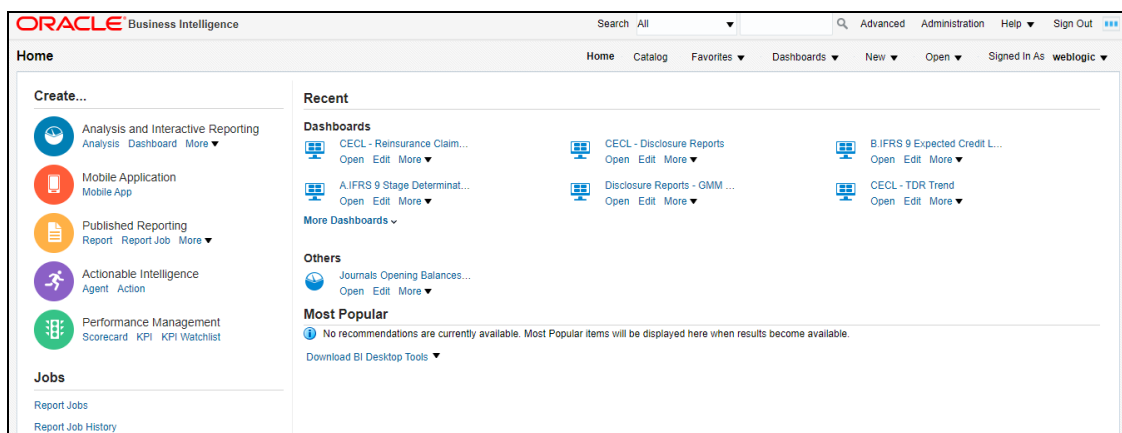 ORACLE Business Intelligence
Search All Advanced Administration Help Sign Out
Home
Home Catalog Favorites Dashboards New Open Signed In As weblogic
Create...
Analysis and Interactive Reporting
Analysis Dashboard More
Mobile Application
Mobile App
Published Reporting
Report Report Job More
Actionable Intelligence
Agent Action
Performance Management
Scorecard KPI KPI Watchlist
Jobs
Report Jobs
Report Job History
Recent
Dashboards
CECL - Reinsurance Claim...
Open Edit More
CECL - Disclosure Reports
Open Edit More
B.IFRS 9 Expected Credit L...
Open Edit More
A.IFRS 9 Stage Determinat...
Open Edit More
Disclosure Reports - GMM ...
Open Edit More
CECL - TDR Trend
Open Edit More
More Dashboards
Others
Journals Opening Balances...
Open Edit More
Most Popular
No recommendations are currently available. Most Popular items will be displayed here when results become available.
Download BI Desktop Tools